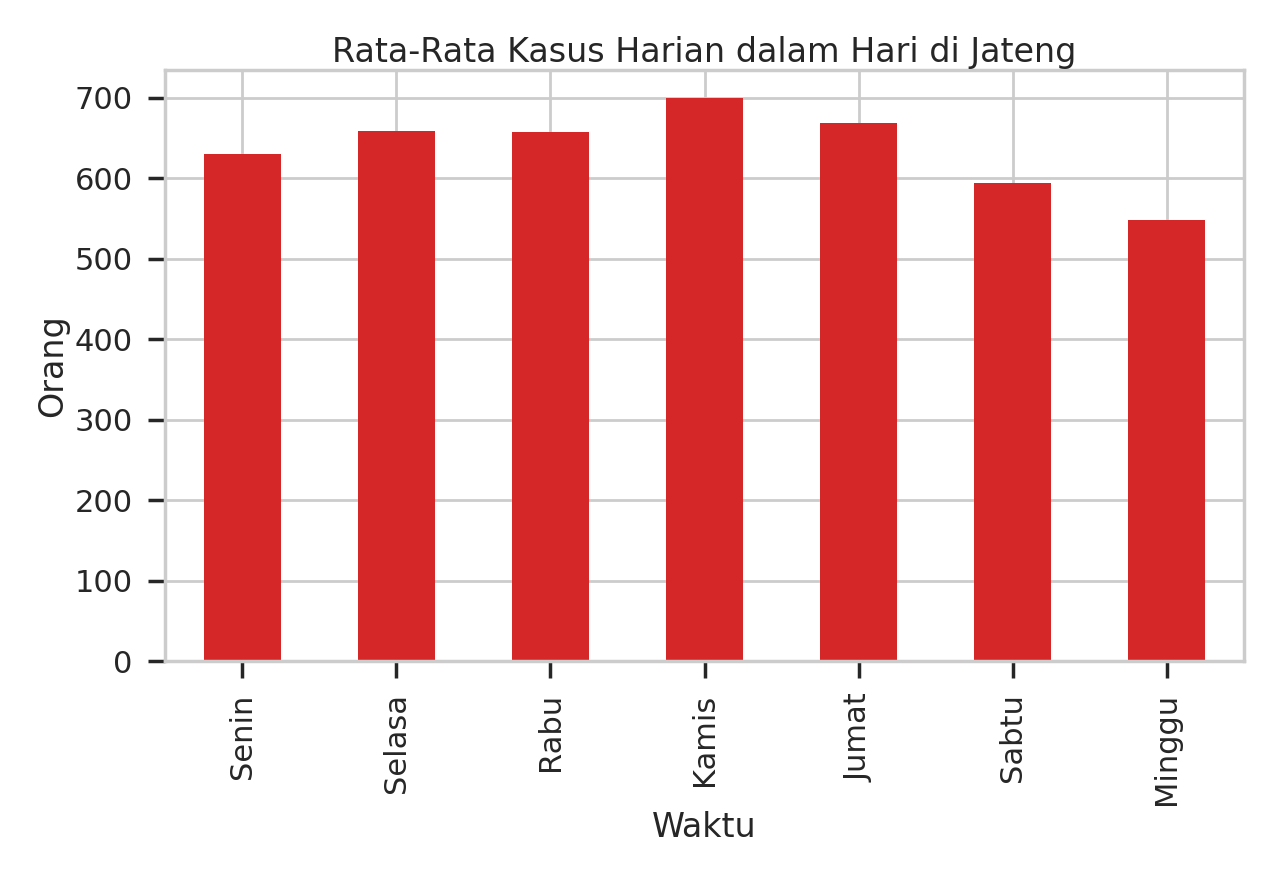 Rata-Rata Kasus Harian dalam Hari di Jateng
Orang
700
600
500
400
300
200
100
0
Senin
Selasa
Rabu
Kamis
Jumat
Sabtu
Minggu
Waktu